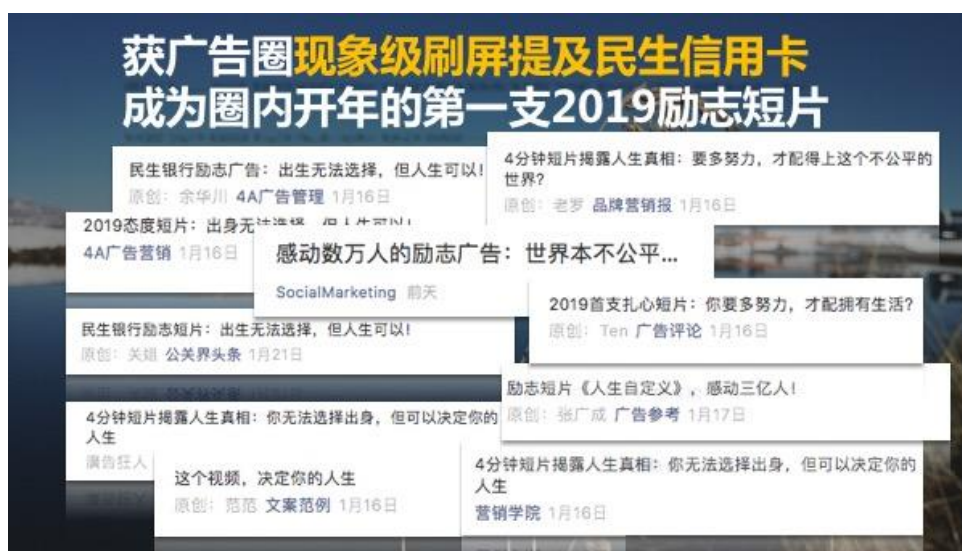 获广告圈现象级刷屏提及民生信用卡
成为圈内开年的第一支2019励志短片
民生银行励志广告：出生无法选择，但人生可以！
原创：余华川 4A广告管理 1月16日
4分钟短片揭露人生真相：要多努力，才配得上这个不公平的
世界？
原创：老罗 品牌营销报 1月16日
2019态度短片：出身无法选择，但人生可以！
4A广告营销 1月16日
感动数万人的励志广告：世界本不公平...
SocialMarketing 前天
2019首支扎心短片：你要多努力，才配拥有生活？
原创：Ten 广告评论 1月16日
民生银行励志短片：出生无法选择，但人生可以！
原创：关姐 公关界头条 1月21日
励志短片《人生自定义》，感动三亿人！
原创：张广成 广告参考 1月17日
4分钟短片揭露人生真相：你无法选择出身，但可以决定你的
人生
廣告狂人
这个视频，决定你的人生
原创：范范 文案范例 1月16日
4分钟短片揭露人生真相：你无法选择出身，但可以决定你的
人生
营销学院 1月16日